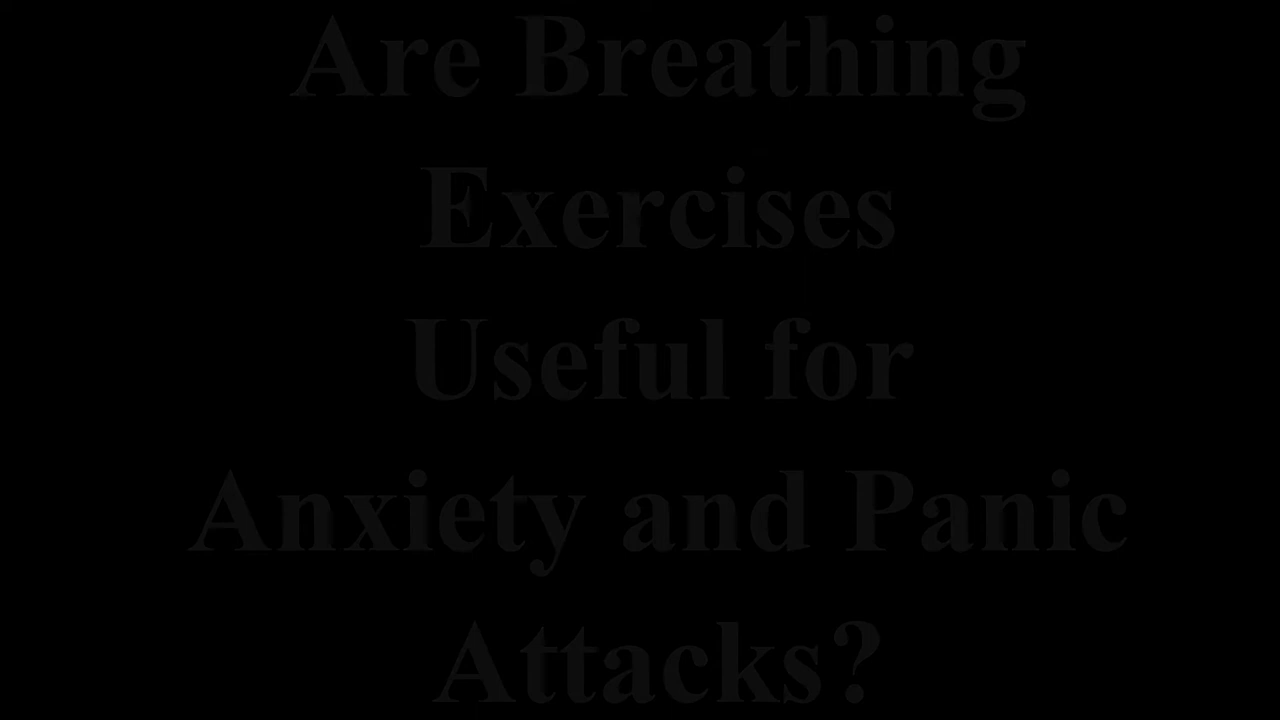 Are Breathing
Exercises
Useful for
Anxiety and Panic
Attacks?